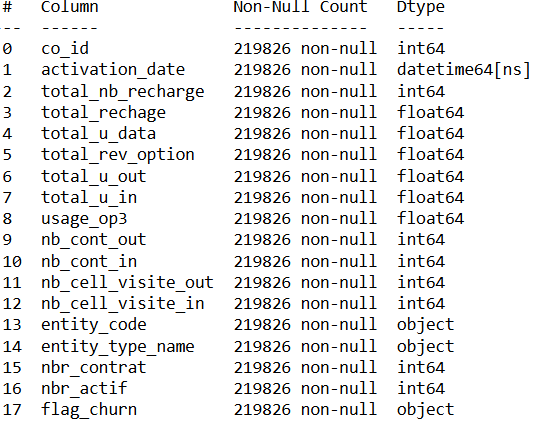 #   Column             Non-Null Count   Dtype
--  ------             --------------   -----
0   co_id              219826 non-null  int64
1   activation_date    219826 non-null  datetime64[ns]
2   total_nb_recharge  219826 non-null  int64
3   total_rechage      219826 non-null  float64
4   total_u_data       219826 non-null  float64
5   total_rev_option   219826 non-null  float64
6   total_u_out        219826 non-null  float64
7   total_u_in         219826 non-null  float64
8   usage_op3          219826 non-null  float64
9   nb_cont_out        219826 non-null  int64
10  nb_cont_in         219826 non-null  int64
11  nb_cell_visite_out 219826 non-null  int64
12  nb_cell_visite_in  219826 non-null  int64
13  entity_code        219826 non-null  object
14  entity_type_name   219826 non-null  object
15  nbr_contrat        219826 non-null  int64
16  nbr_actif          219826 non-null  int64
17  flag_churn         219826 non-null  object